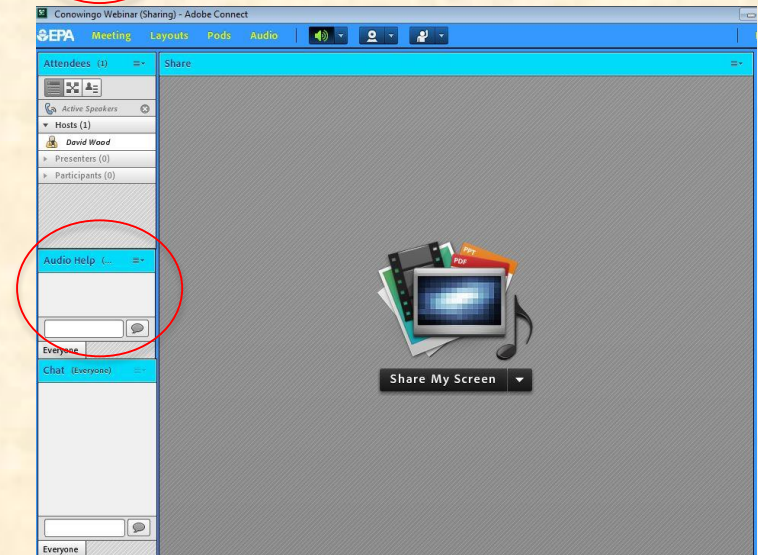 Conowingo Webinar (Sharing) - Adobe Connect
EPA Meeting Layouts Pods Audio
Attendees (1)
Share
Active Speakers
Hosts (1)
David Wood
Presenters (0)
Participants (0)
Audio Help (...
Everyone
Chat (Everyone)
Everyone
PPT
PDF
Share My Screen